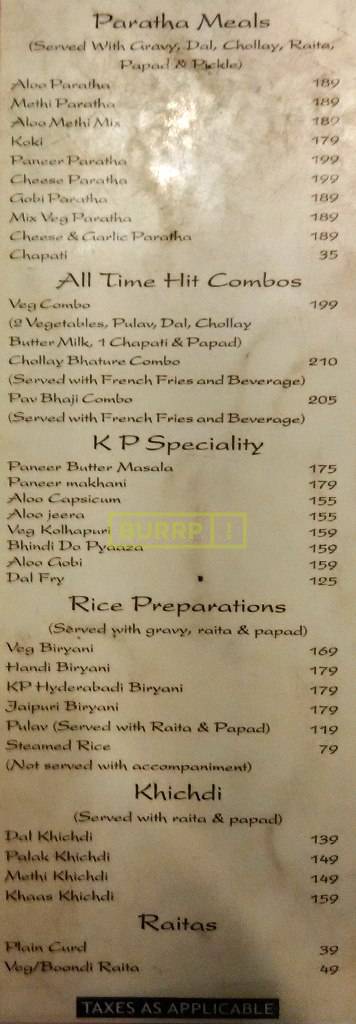 Paratha Meals
(Served With Gravy, Dal, Chollay, Raita,
Papad & Pickle)
Aloo Paratha 189
Methi Paratha 189
Aloo Methi Mix 189
Koki 179
Paneer Paratha 199
Cheese Paratha 199
Gobi Paratha 189
Mix Veg Paratha 189
Cheese & Garlic Paratha 189
Chapati 35
All Time Hit Combos
Veg Combo 199
(2 Vegetables, Pulav, Dal, Chollay
Butter Milk, 1 Chapati & Papad)
Chollay Bhature Combo 210
(Served with French Fries and Beverage)
Pav Bhaji Combo 205
(Served with French Fries and Beverage)
K P Speciality
Paneer Butter Masala 175
Paneer makhani 179
Aloo Capsicum 155
Aloo jeera 155
Veg Kolhapuri 159
BURRP!
Bhindi Do Pyaaza 159
Aloo Gobi 159
Dal Fry 125
Rice Preparations
(Served with gravy, raita & papad)
Veg Biryani 169
Handi Biryani 179
KP Hyderabadi Biryani 179
Jaipuri Biryani 179
Pulav (Served with Raita & Papad) 119
Steamed Rice 79
(Not served with accompaniment)
Khichdi
(Served with raita & papad)
Dal Khichdi 139
Palak Khichdi 149
Methi Khichdi 149
Khaas Khichdi 159
Raitas
Plain Curd 39
Veg/Boondi Raita 49
TAXES AS APPLICABLE